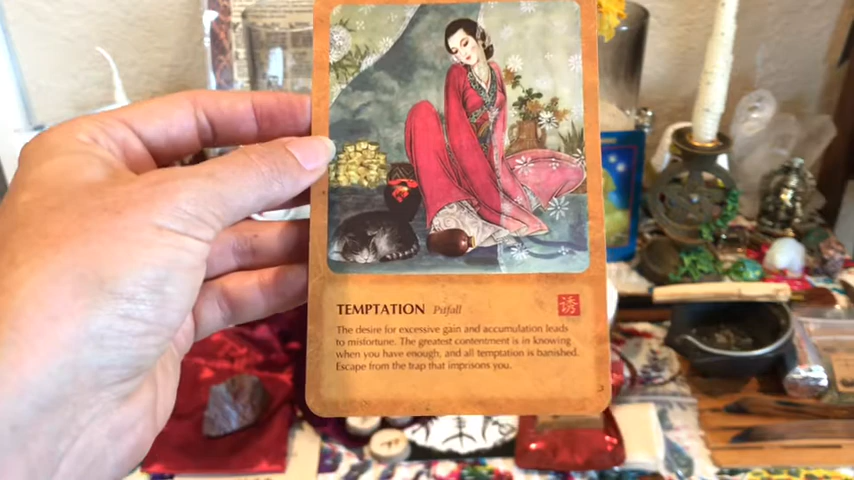 TEMPTATION Pitfall
诱
The desire for excessive gain and accumulation leads
to misfortune. The greatest contentment is in knowing
when you have enough, and all temptation is banished.
Escape from the trap that imprisons you.